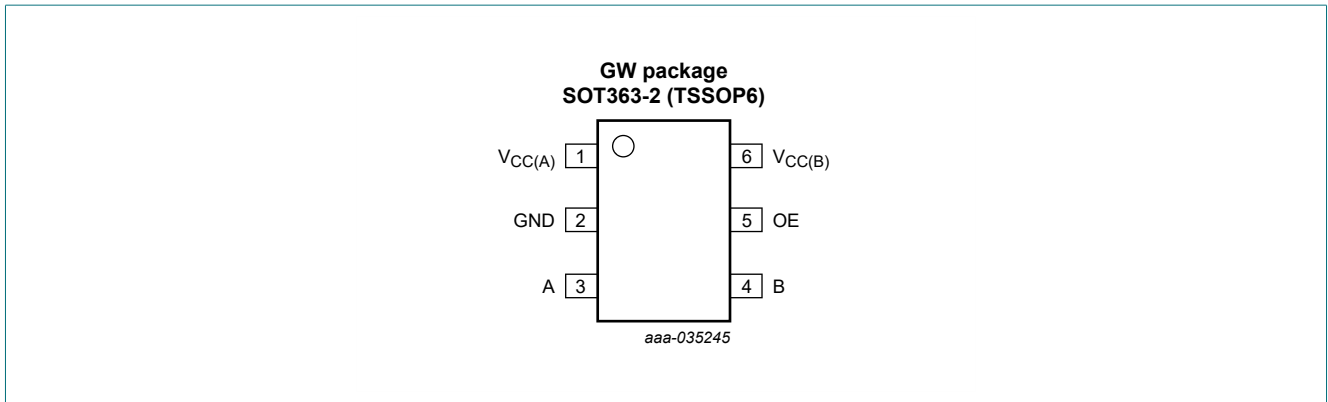 GW package
SOT363-2 (TSSOP6)
VCC(A) 1 6 VCC(B)
GND 2 5 OE
A 3 4 B
aaa-035245